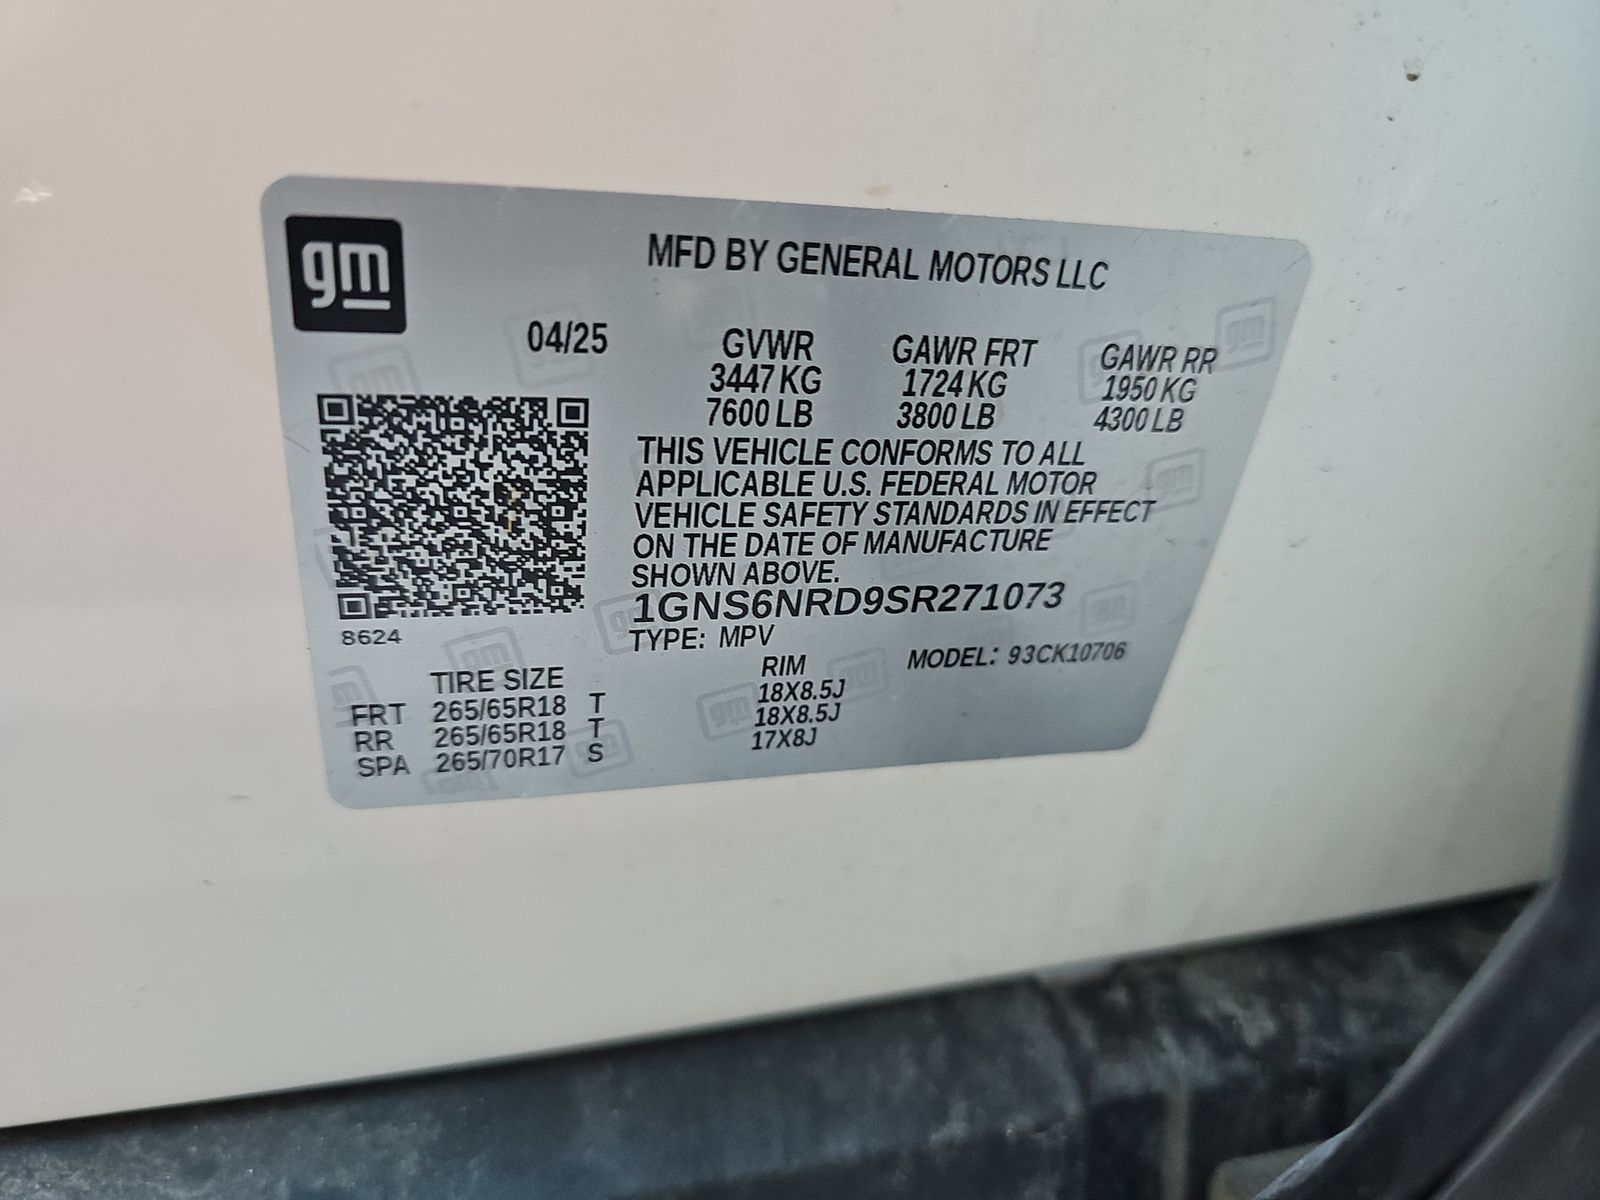 gm
MFD BY GENERAL MOTORS LLC
04/25 GVWR GAWR FRT GAWR RR
3447 KG 1724 KG 1950 KG
7600 LB 3800 LB 4300 LB
THIS VEHICLE CONFORMS TO ALL
APPLICABLE U.S. FEDERAL MOTOR
VEHICLE SAFETY STANDARDS IN EFFECT
ON THE DATE OF MANUFACTURE
SHOWN ABOVE.
1GNS6NRD9SR271073
8624
TYPE: MPV MODEL: 93CK10706
TIRE SIZE RIM
FRT 265/65R18 T 18X8.5J
RR 265/65R18 T 18X8.5J
SPA 265/70R17 S 17X8J